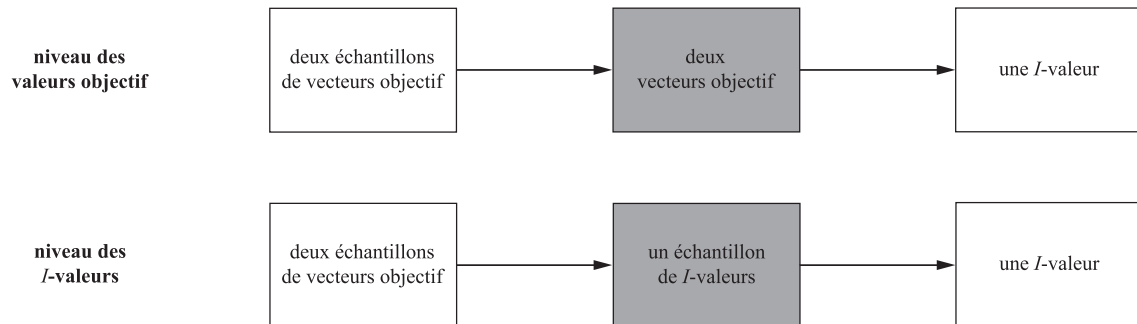 niveau des
valeurs objectif
deux échantillons
de vecteurs objectif
deux
vecteurs objectif
une I-valeur
niveau des
I-valeurs
deux échantillons
de vecteurs objectif
un échantillon
de I-valeurs
une I-valeur